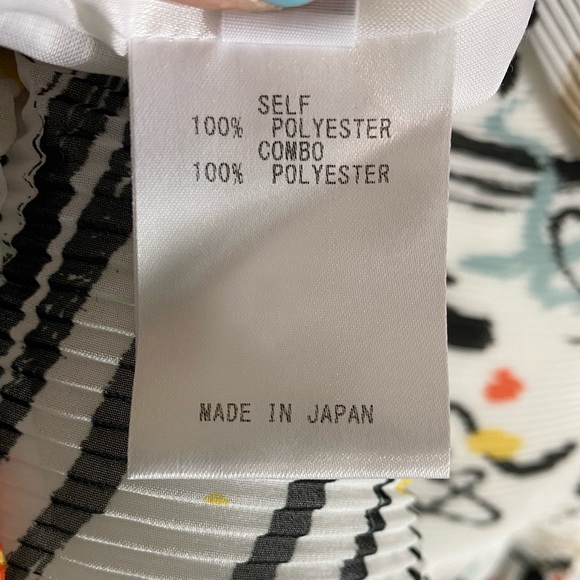 SELF
100% POLYESTER
COMBO
100% POLYESTER
MADE IN JAPAN